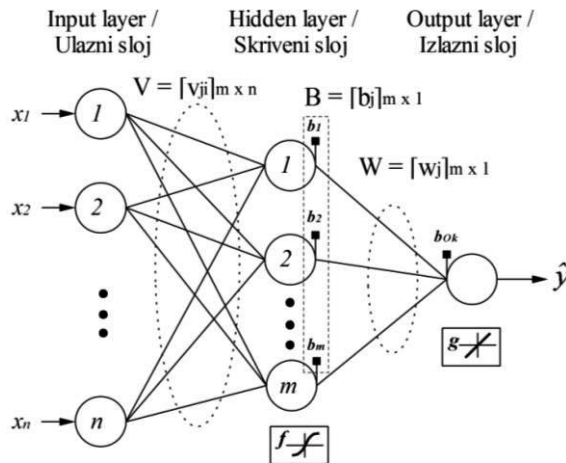 Input layer /
Ulazni sloj
Hidden layer /
Skriveni sloj
Output layer /
Izlazni sloj
V = ⌈vji⌉m x n
B = ⌈bj⌉m x 1
W = ⌈wj⌉m x 1
x1
1
x2
2
xn
n
b1
1
b2
2
bm
m
f
bOk
ŷ
g